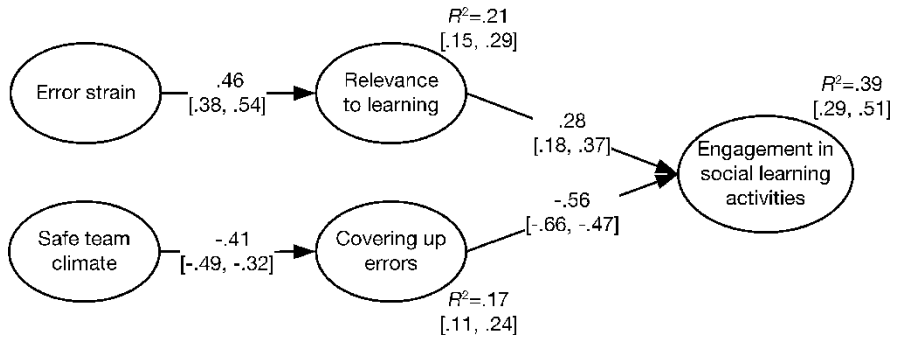 R²=.21
[.15, .29]
Error strain
.46
[.38, .54]
Relevance
to learning
.28
[.18, .37]
R²=.39
[.29, .51]
Engagement in
social learning
activities
Safe team
climate
-.41
[-.49, -.32]
Covering up
errors
-.56
[-.66, -.47]
R²=.17
[.11, .24]